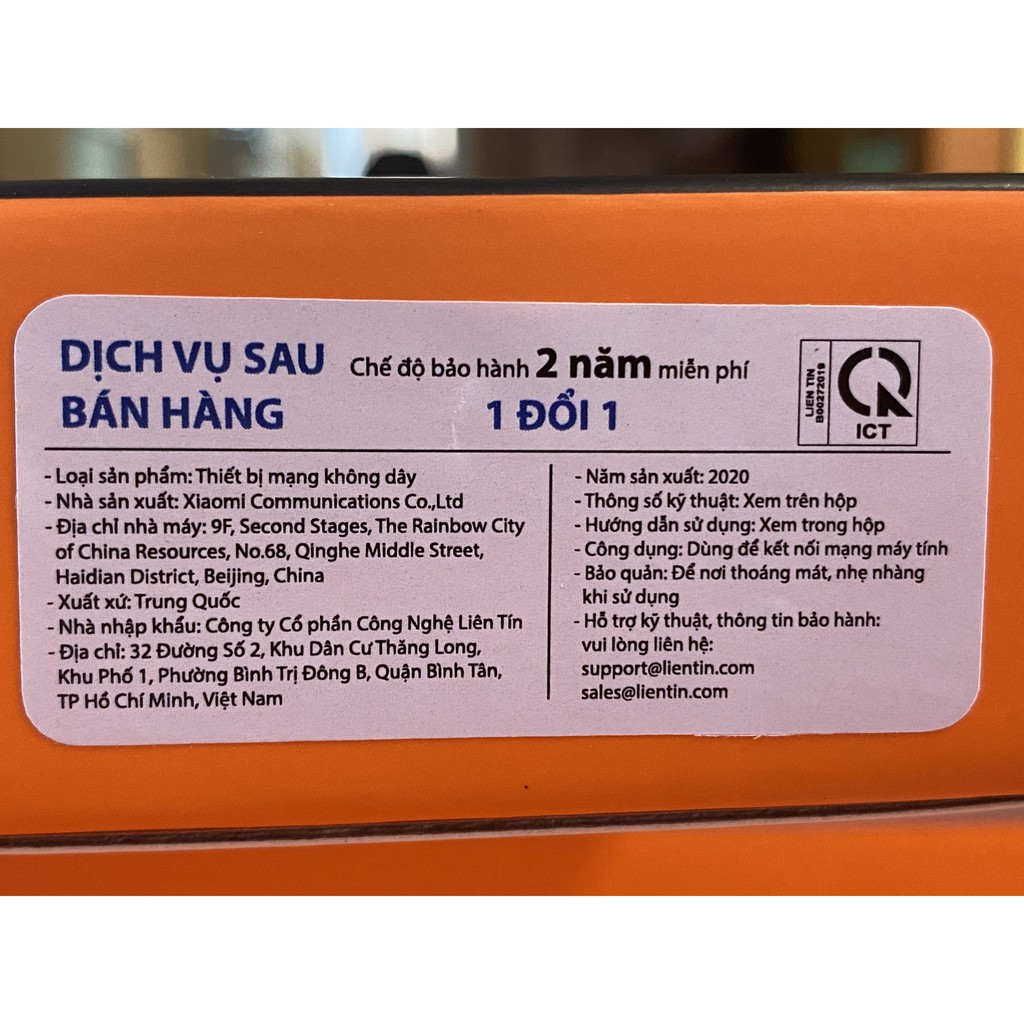 DỊCH VỤ SAU
BÁN HÀNG
Chế độ bảo hành 2 năm miễn phí
1 ĐỔI 1
LIEN TIN
B00272019
ICT
- Loại sản phẩm: Thiết bị mạng không dây
- Nhà sản xuất: Xiaomi Communications Co.,Ltd
- Địa chỉ nhà máy: 9F, Second Stages, The Rainbow City
of China Resources, No.68, Qinghe Middle Street,
Haidian District, Beijing, China
- Xuất xứ: Trung Quốc
- Nhà nhập khẩu: Công ty Cổ phần Công Nghệ Liên Tín
- Địa chỉ: 32 Đường Số 2, Khu Dân Cư Thăng Long,
Khu Phố 1, Phường Bình Trị Đông B, Quận Bình Tân,
TP Hồ Chí Minh, Việt Nam
- Năm sản xuất: 2020
- Thông số kỹ thuật: Xem trên hộp
- Hướng dẫn sử dụng: Xem trong hộp
- Công dụng: Dùng để kết nối mạng máy tính
- Bảo quản: Để nơi thoáng mát, nhẹ nhàng
khi sử dụng
- Hỗ trợ kỹ thuật, thông tin bảo hành:
vui lòng liên hệ:
support@lientin.com
sales@lientin.com